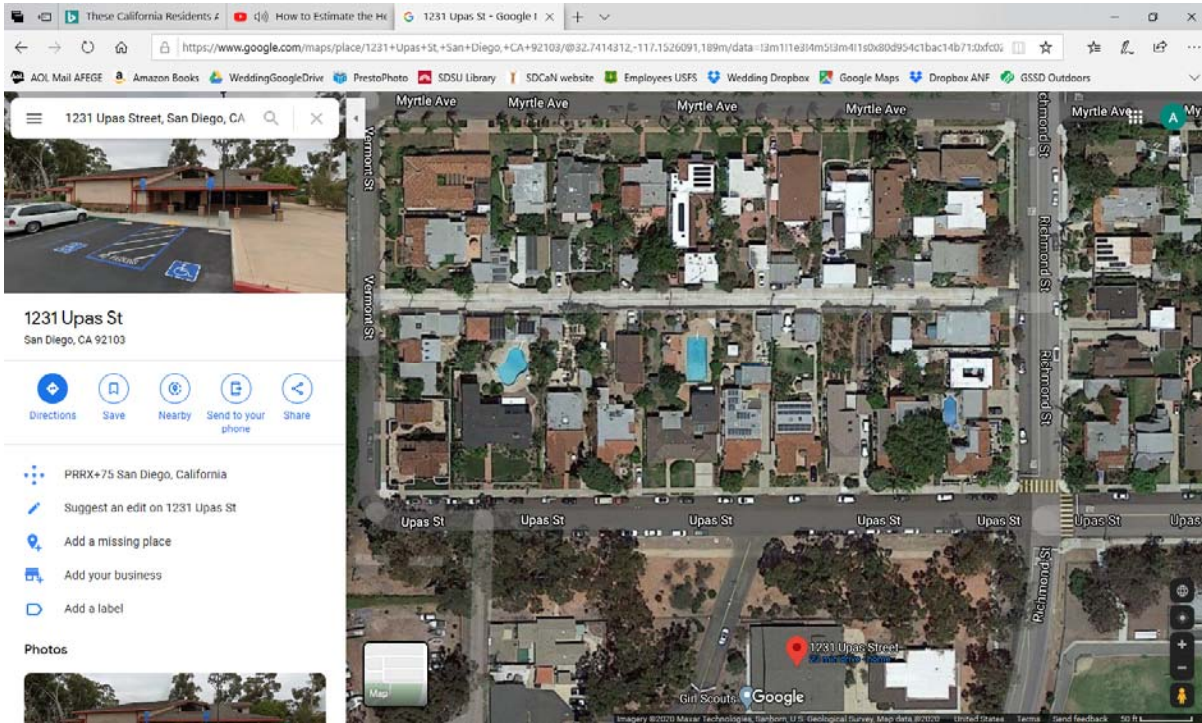 These California Residents A
How to Estimate the He
1231 Upas St - Google M
https://www.google.com/maps/place/1231+Upas+St,+San+Diego,+CA+92103/@32.7414312,-117.1526091,189m/data=
AOL Mail AFEGE
Amazon Books
WeddingGoogleDrive
PrestoPhoto
SDSU Library
SDCaN website
Employees USFS
Wedding Dropbox
Google Maps
Dropbox ANF
GSSD Outdoors
1231 Upas Street, San Diego, CA
1231 Upas St
San Diego, CA 92103
Directions
Save
Nearby
Send to your
phone
Share
PRRX+75 San Diego, California
Suggest an edit on 1231 Upas St
Add a missing place
Add your business
Add a label
Photos
Myrtle Ave
Myrtle Ave
Myrtle Ave
Myrtle Ave
Myrtle Ave
A
My
Vermont St
Vermont St
chmond St
Richmond St
Richmond St
Richmond St
Upas St
Upas St
Upas St
Upas St
Upas St
Upas St
Upas
1231 Upas Street
Girl Scouts
Google
Map
Imagery ©2020 Maxar Technologies, Sanborn, U.S. Geological Survey, Map data ©2020
United States
Terms
Send feedback
50 ft